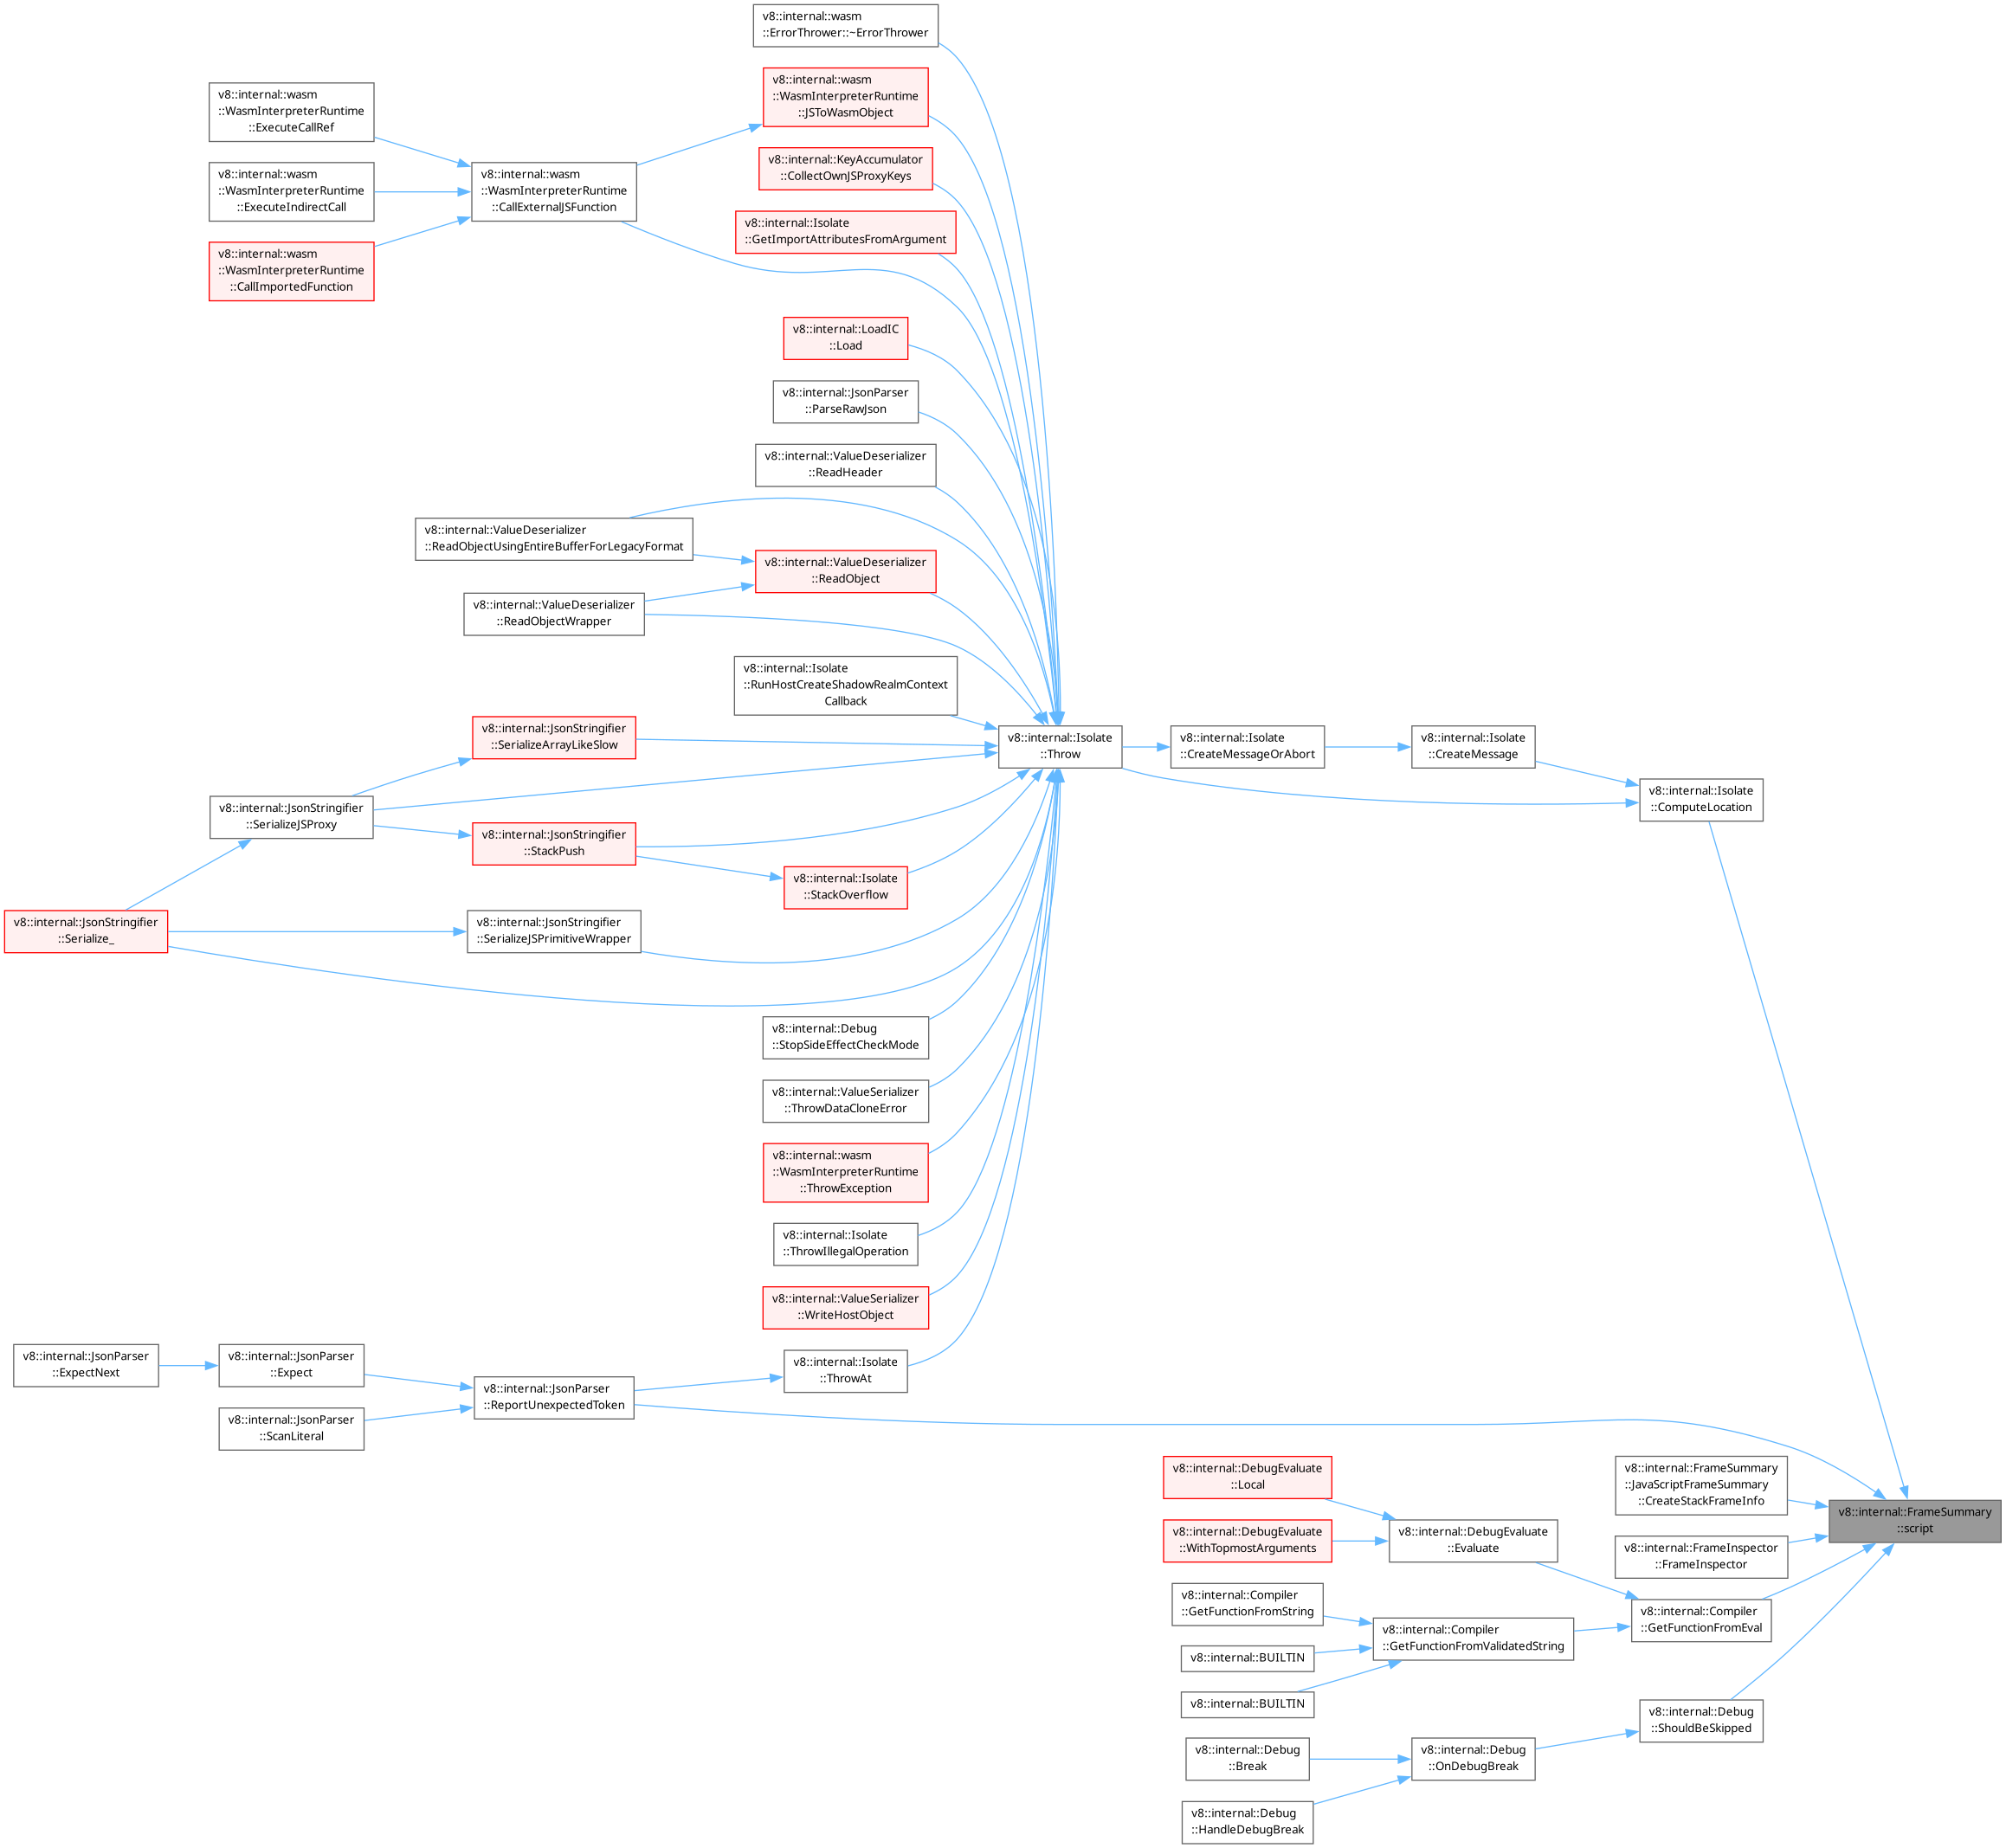 v8::internal::wasm
::ErrorThrower::~ErrorThrower
v8::internal::wasm
::WasmInterpreterRuntime
::JSToWasmObject
v8::internal::wasm
::WasmInterpreterRuntime
::ExecuteCallRef
v8::internal::KeyAccumulator
::CollectOwnJSProxyKeys
v8::internal::wasm
::WasmInterpreterRuntime
::ExecuteIndirectCall
v8::internal::wasm
::WasmInterpreterRuntime
::CallExternalJSFunction
v8::internal::Isolate
::GetImportAttributesFromArgument
v8::internal::wasm
::WasmInterpreterRuntime
::CallImportedFunction
v8::internal::LoadIC
::Load
v8::internal::JsonParser
::ParseRawJson
v8::internal::ValueDeserializer
::ReadHeader
v8::internal::ValueDeserializer
::ReadObjectUsingEntireBufferForLegacyFormat
v8::internal::ValueDeserializer
::ReadObject
v8::internal::ValueDeserializer
::ReadObjectWrapper
v8::internal::Isolate
::RunHostCreateShadowRealmContext
Callback
v8::internal::JsonStringifier
::SerializeArrayLikeSlow
v8::internal::Isolate
::Throw
v8::internal::Isolate
::CreateMessageOrAbort
v8::internal::Isolate
::CreateMessage
v8::internal::Isolate
::ComputeLocation
v8::internal::JsonStringifier
::SerializeJSProxy
v8::internal::JsonStringifier
::StackPush
v8::internal::Isolate
::StackOverflow
v8::internal::JsonStringifier
::Serialize_
v8::internal::JsonStringifier
::SerializeJSPrimitiveWrapper
v8::internal::Debug
::StopSideEffectCheckMode
v8::internal::ValueSerializer
::ThrowDataCloneError
v8::internal::wasm
::WasmInterpreterRuntime
::ThrowException
v8::internal::Isolate
::ThrowIllegalOperation
v8::internal::ValueSerializer
::WriteHostObject
v8::internal::JsonParser
::ExpectNext
v8::internal::JsonParser
::Expect
v8::internal::Isolate
::ThrowAt
v8::internal::JsonParser
::ReportUnexpectedToken
v8::internal::JsonParser
::ScanLiteral
v8::internal::DebugEvaluate
::Local
v8::internal::FrameSummary
::JavaScriptFrameSummary
::CreateStackFrameInfo
v8::internal::FrameSummary
::script
v8::internal::DebugEvaluate
::WithTopmostArguments
v8::internal::DebugEvaluate
::Evaluate
v8::internal::FrameInspector
::FrameInspector
v8::internal::Compiler
::GetFunctionFromString
v8::internal::Compiler
::GetFunctionFromValidatedString
v8::internal::Compiler
::GetFunctionFromEval
v8::internal::BUILTIN
v8::internal::BUILTIN
v8::internal::Debug
::ShouldBeSkipped
v8::internal::Debug
::Break
v8::internal::Debug
::OnDebugBreak
v8::internal::Debug
::HandleDebugBreak